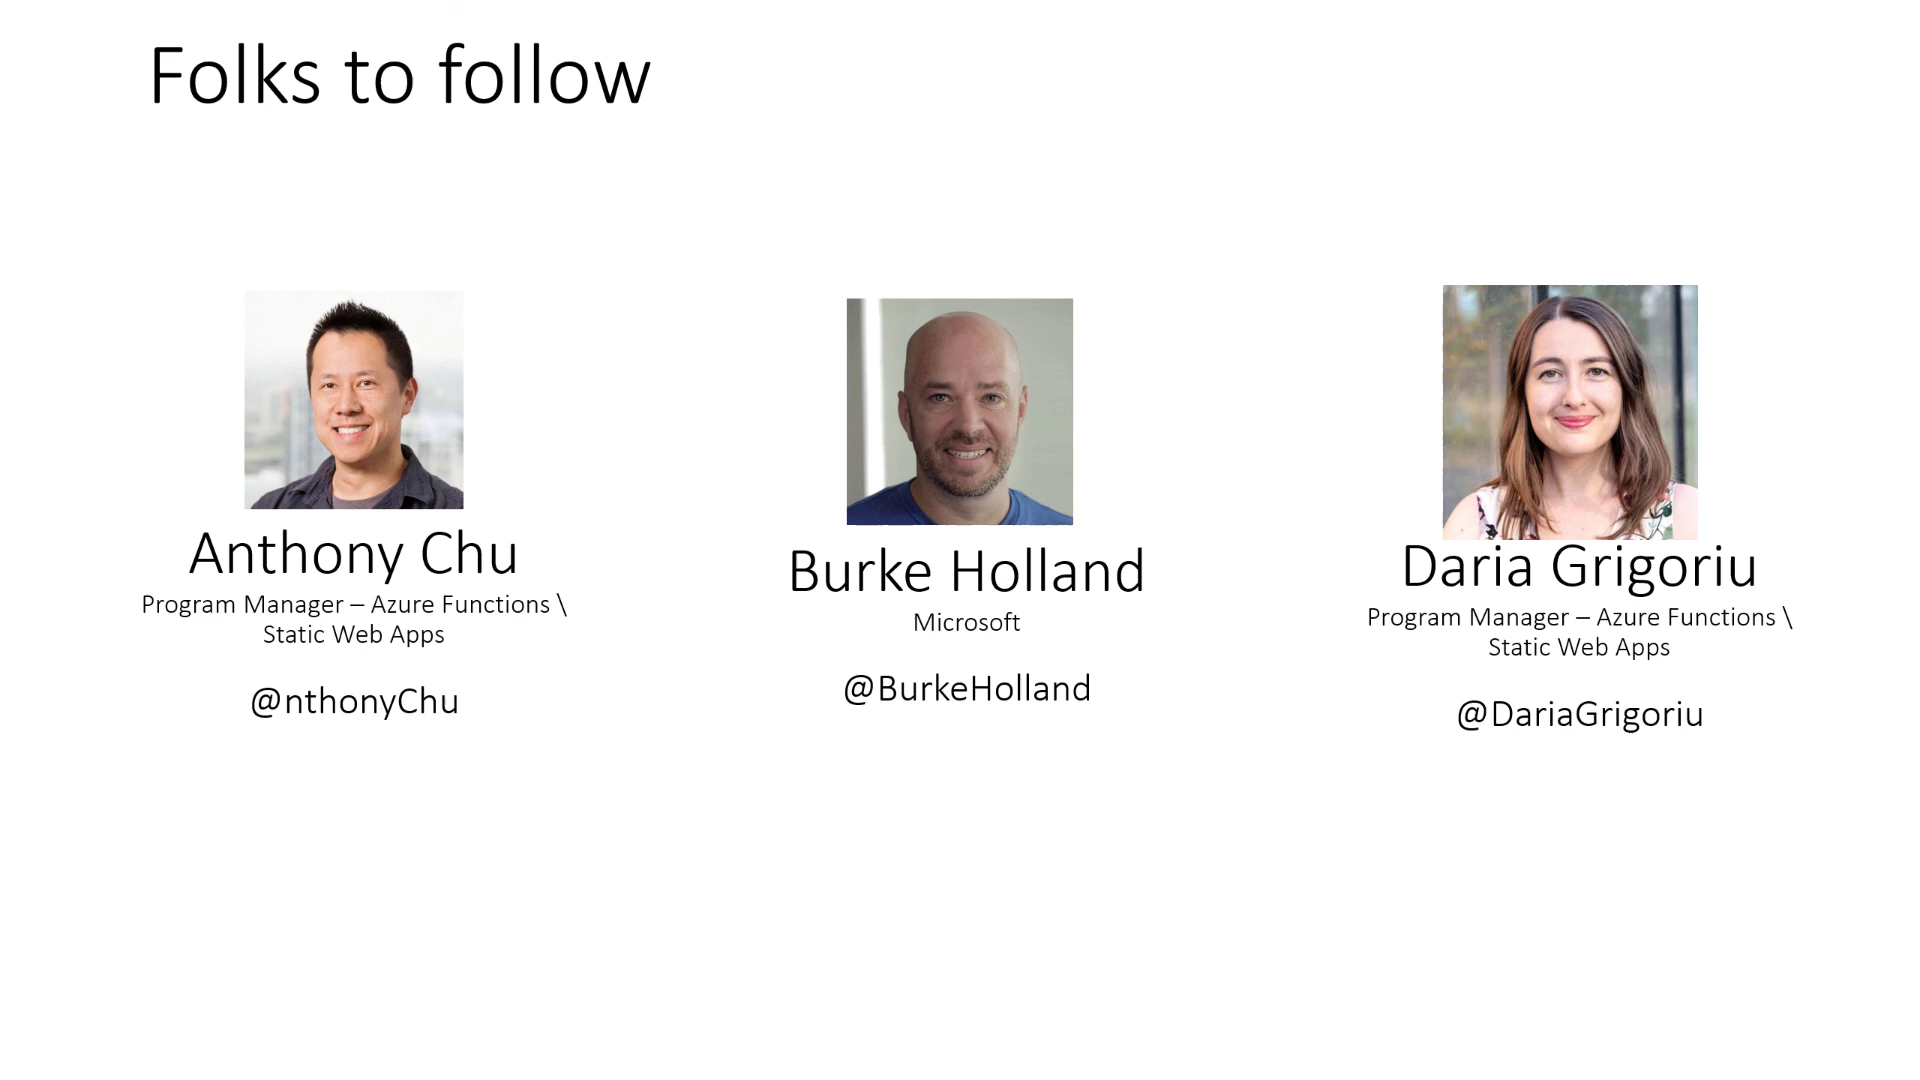 Folks to follow
Anthony Chu
Program Manager – Azure Functions \
Static Web Apps
@nthonyChu
Burke Holland
Microsoft
@BurkeHolland
Daria Grigoriu
Program Manager – Azure Functions \
Static Web Apps
@DariaGrigoriu